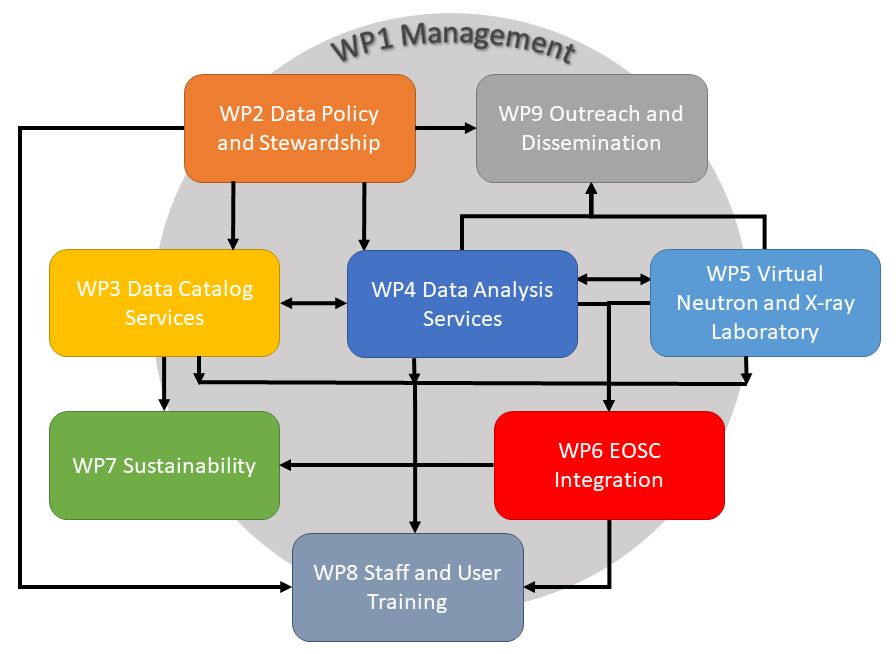 WP1 Management
WP2 Data Policy
and Stewardship
WP9 Outreach and
Dissemination
WP3 Data Catalog
Services
WP4 Data Analysis
Services
WP5 Virtual
Neutron and X-ray
Laboratory
WP7 Sustainability
WP6 EOSC
Integration
WP8 Staff and User
Training